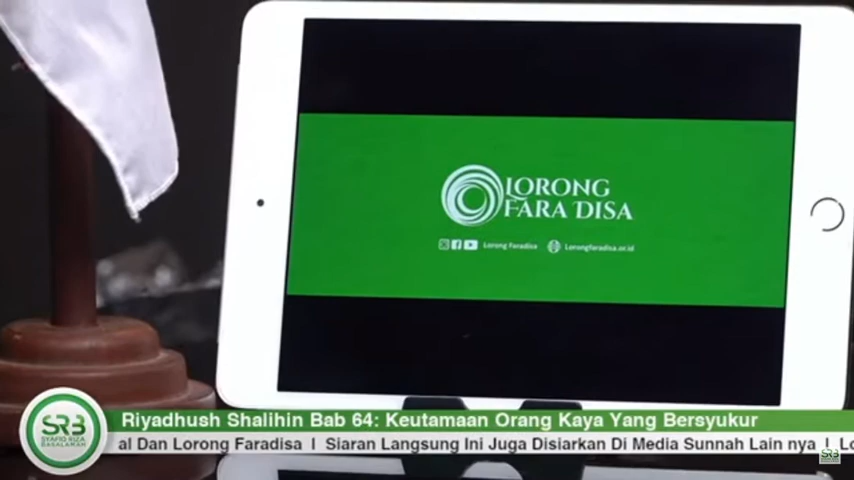 LORONG
FARA DISA
Lorong Faradisa
Lorongfaradisa.or.id
SRB
SYAFIQ RIZA
BASALAMAH
Riyadhush Shalihin Bab 64: Keutamaan Orang Kaya Yang Bersyukur
al Dan Lorong Faradisa I Siaran Langsung Ini Juga Disiarkan Di Media Sunnah Lain nya I Lo
SRB